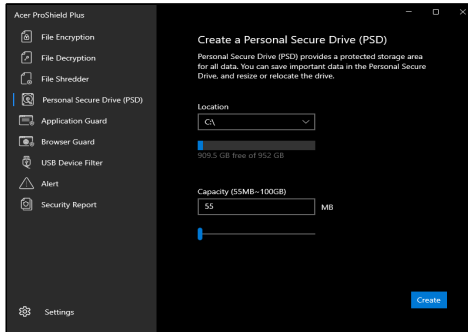 Acer ProShield Plus
File Encryption
File Decryption
File Shredder
Personal Secure Drive (PSD)
Application Guard
Browser Guard
USB Device Filter
Alert
Security Report
Settings
Create a Personal Secure Drive (PSD)
Personal Secure Drive (PSD) provides a protected storage area
for all data. You can save important data in the Personal Secure
Drive, and resize or relocate the drive.
Location
C:\
909.5 GB free of 952 GB
Capacity (55MB~100GB)
55 MB
Create